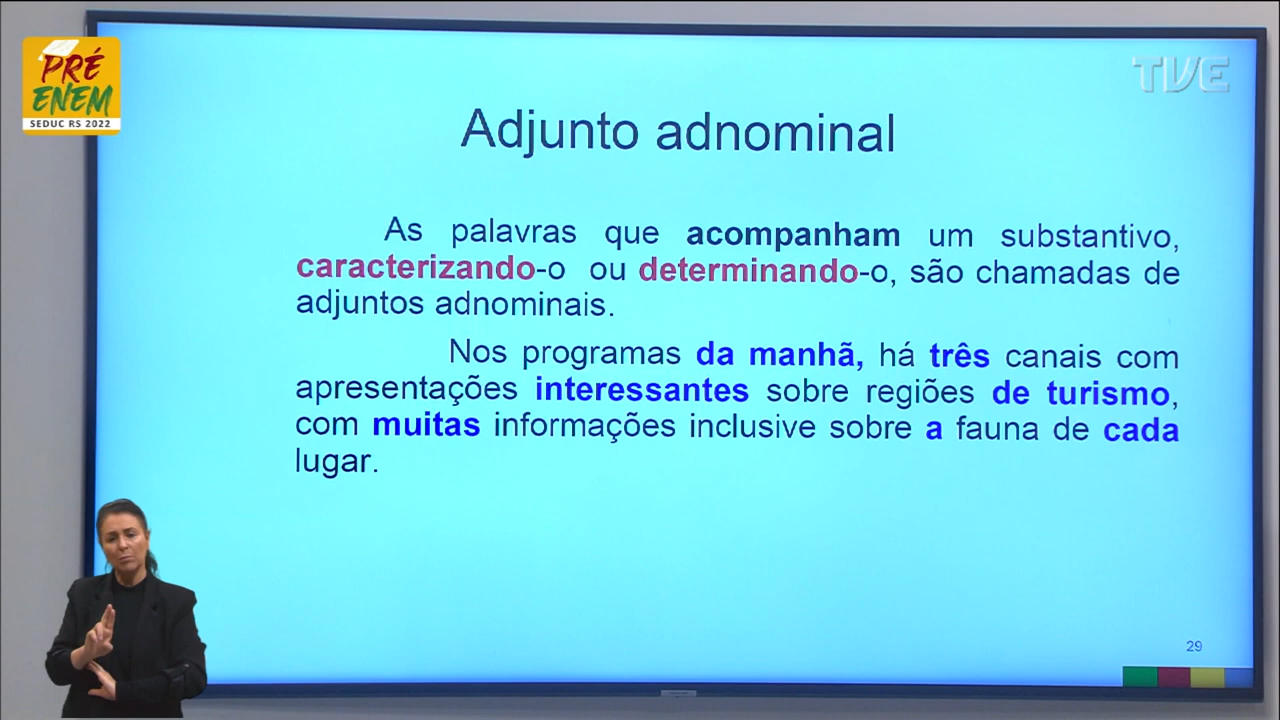 PRÉ
ENEM
SEDUC RS 2022
TVE
Adjunto adnominal
As palavras que acompanham um substantivo,
caracterizando-o ou determinando-o, são chamadas de
adjuntos adnominais.
Nos programas da manhã, há três canais com
apresentações interessantes sobre regiões de turismo,
com muitas informações inclusive sobre a fauna de cada
lugar.
29